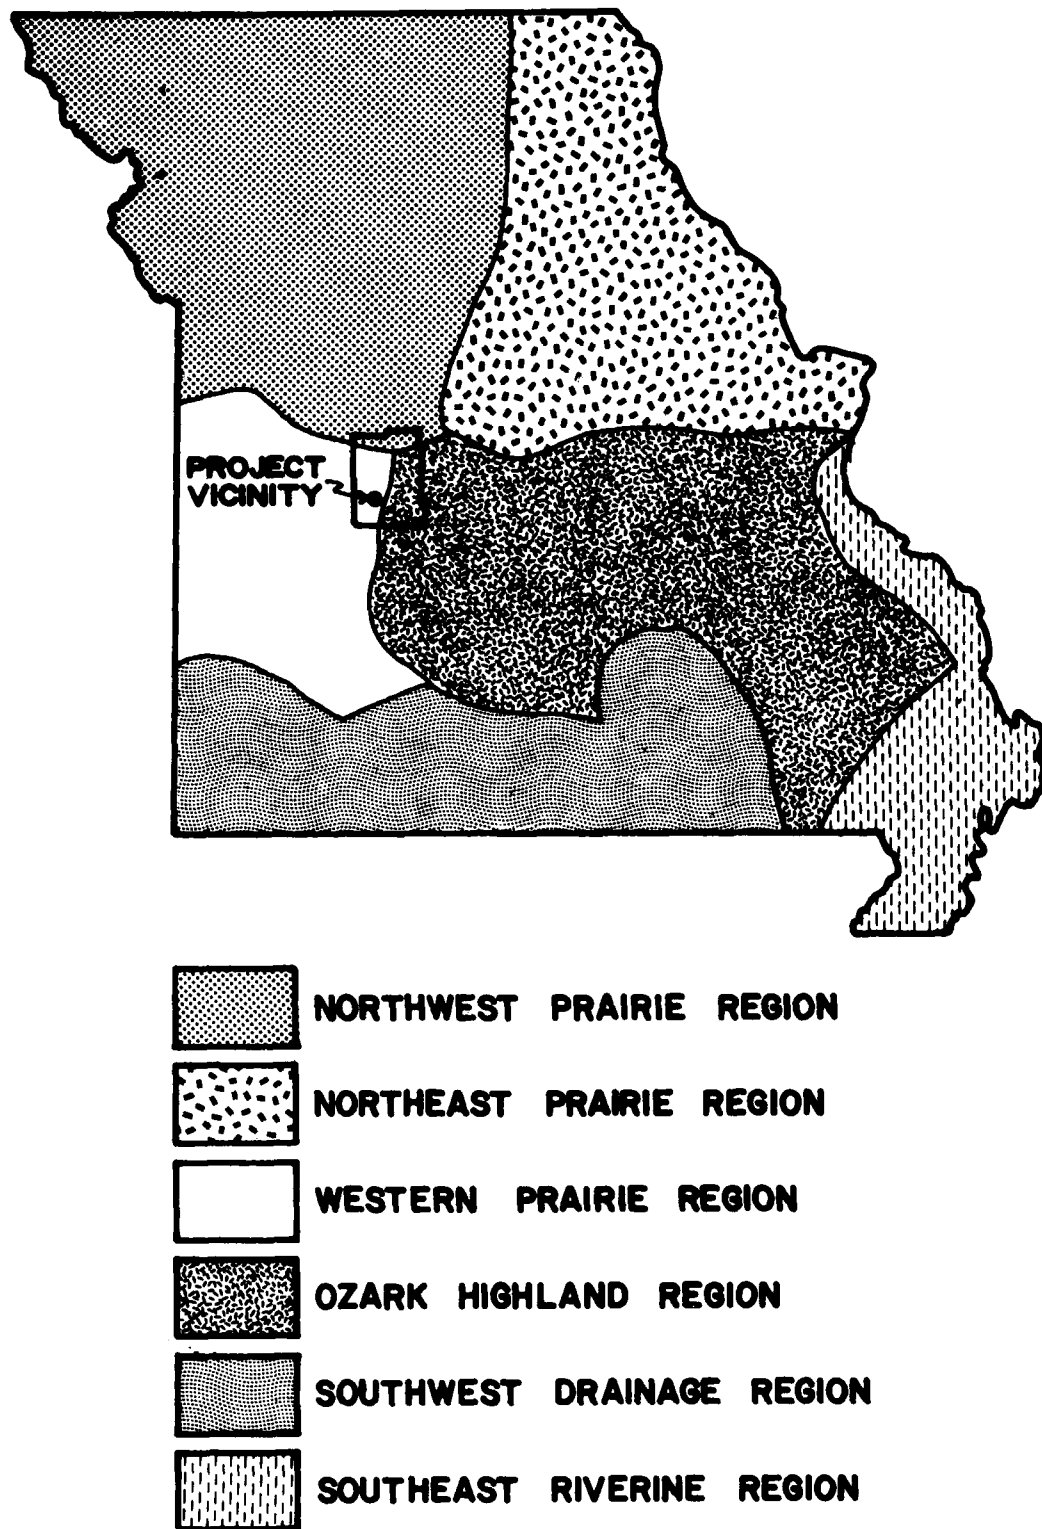 PROJECT
VICINITY
NORTHWEST PRAIRIE REGION
NORTHEAST PRAIRIE REGION
WESTERN PRAIRIE REGION
OZARK HIGHLAND REGION
SOUTHWEST DRAINAGE REGION
SOUTHEAST RIVERINE REGION